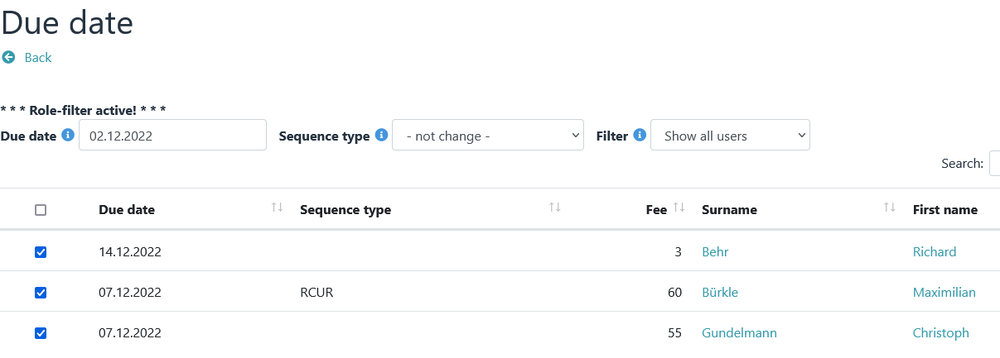 Due date
Back
* * * Role-filter active! * * *
Due date 02.12.2022 Sequence type - not change - Filter Show all users
Search:
Due date Sequence type Fee Surname First name
14.12.2022 3 Behr Richard
07.12.2022 RCUR 60 Bürkle Maximilian
07.12.2022 55 Gundelmann Christoph